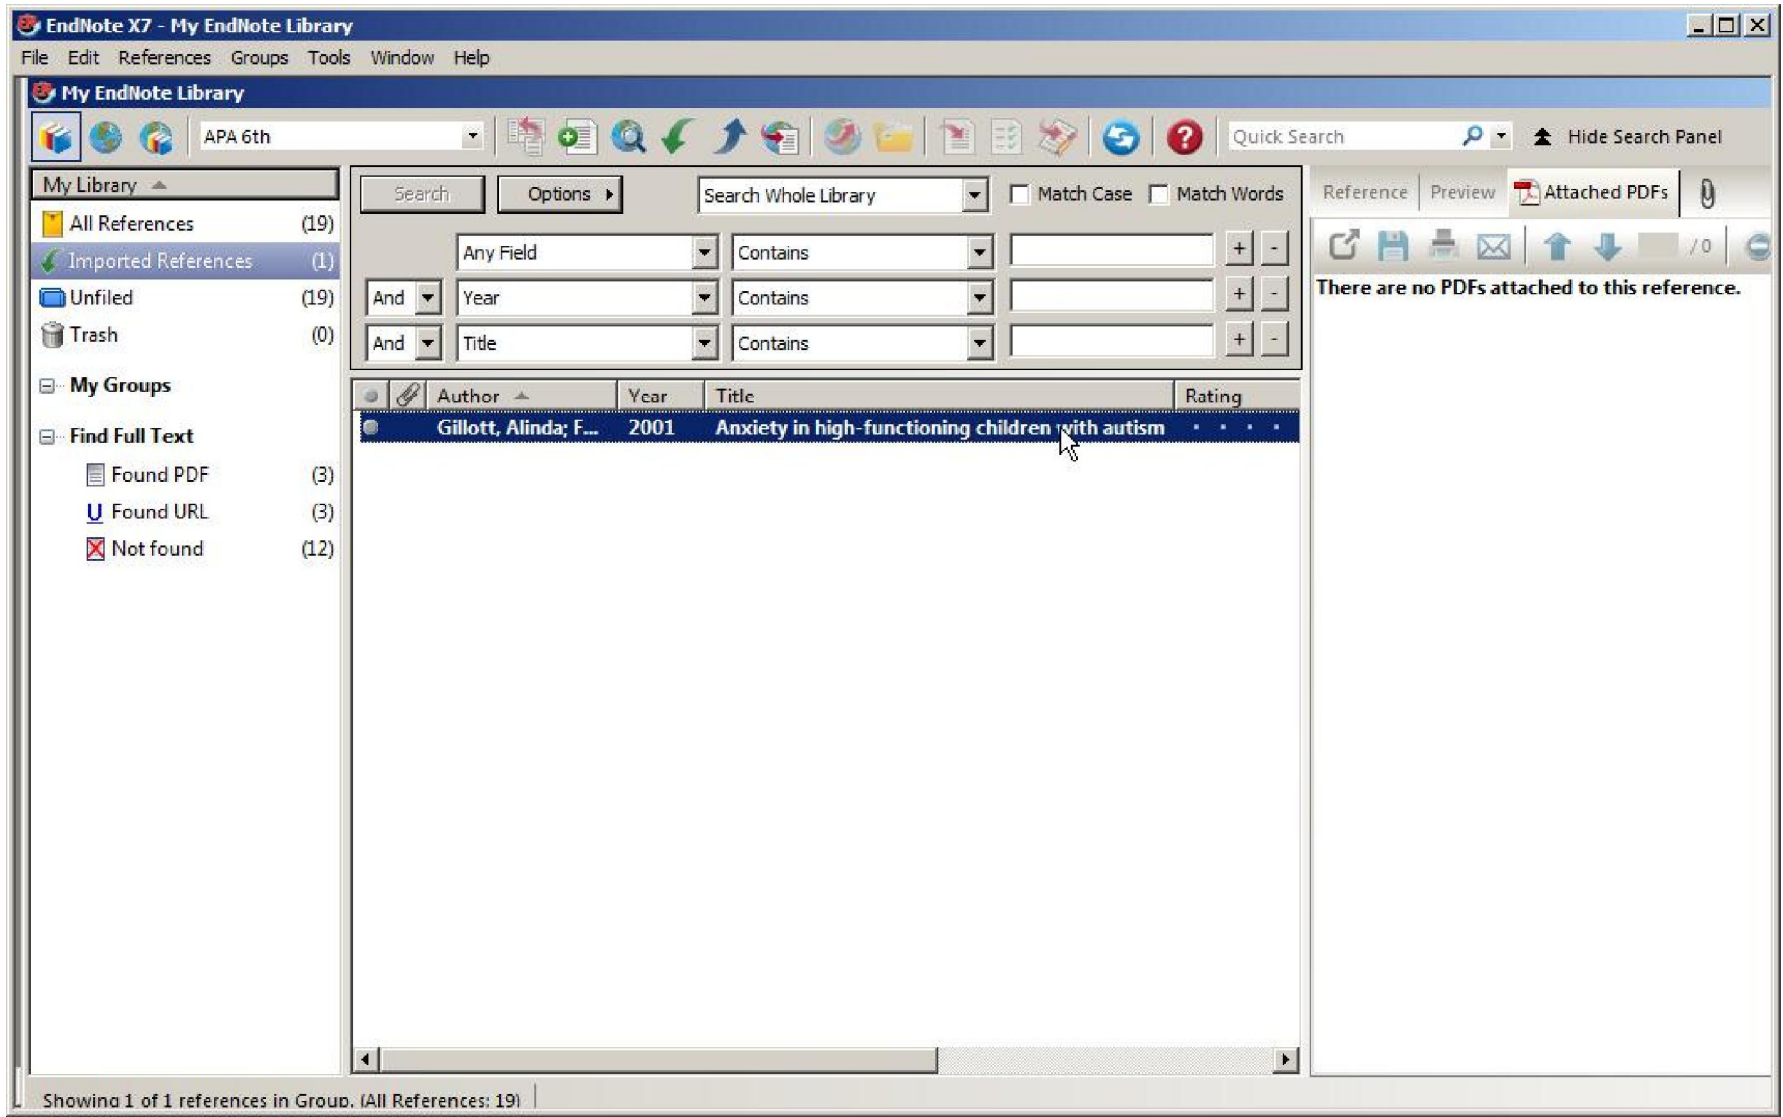 EndNote X7 - My EndNote Library
File Edit References Groups Tools Window Help
My EndNote Library
APA 6th Quick Search Hide Search Panel
My Library
All References (19)
Imported References (1)
Unfiled (19)
Trash (0)
My Groups
Find Full Text
Found PDF (3)
U Found URL (3)
Not found (12)
Search Options Search Whole Library Match Case Match Words
Any Field Contains + -
And Year Contains + -
And Title Contains + -
Author Year Title Rating
Gillott, Alinda; F... 2001 Anxiety in high-functioning children with autism
Reference Preview Attached PDFs
/0
There are no PDFs attached to this reference.
Showing 1 of 1 references in Group. (All References: 19)